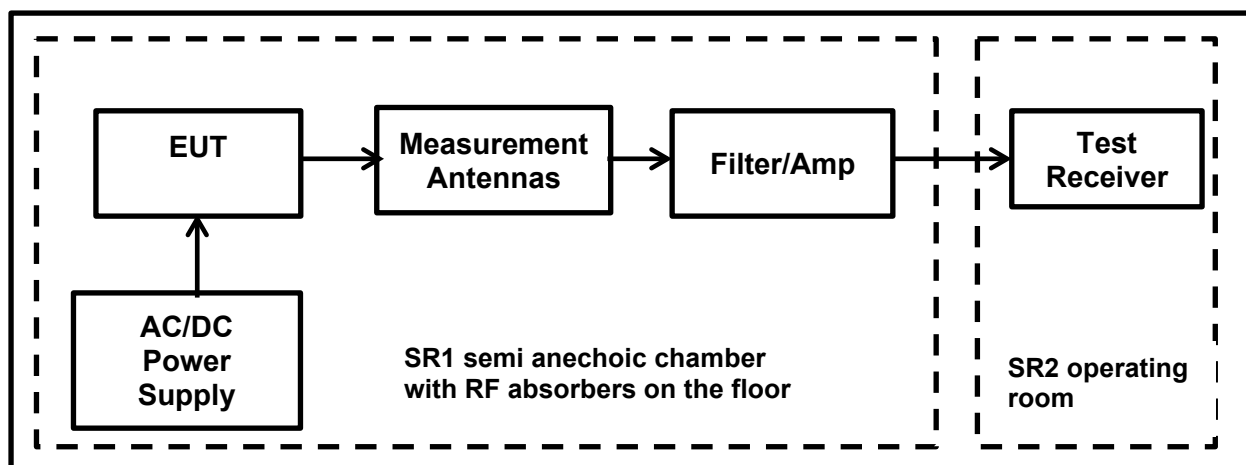 EUT
Measurement
Antennas
Filter/Amp
Test
Receiver
AC/DC
Power
Supply
SR1 semi anechoic chamber
with RF absorbers on the floor
SR2 operating
room